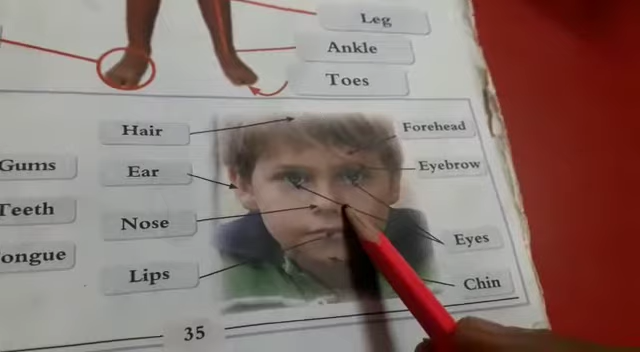 Leg
Ankle
Toes
Hair
Forehead
Gums
Ear
Eyebrow
Teeth
Nose
Eyes
ongue
Lips
Chin
35